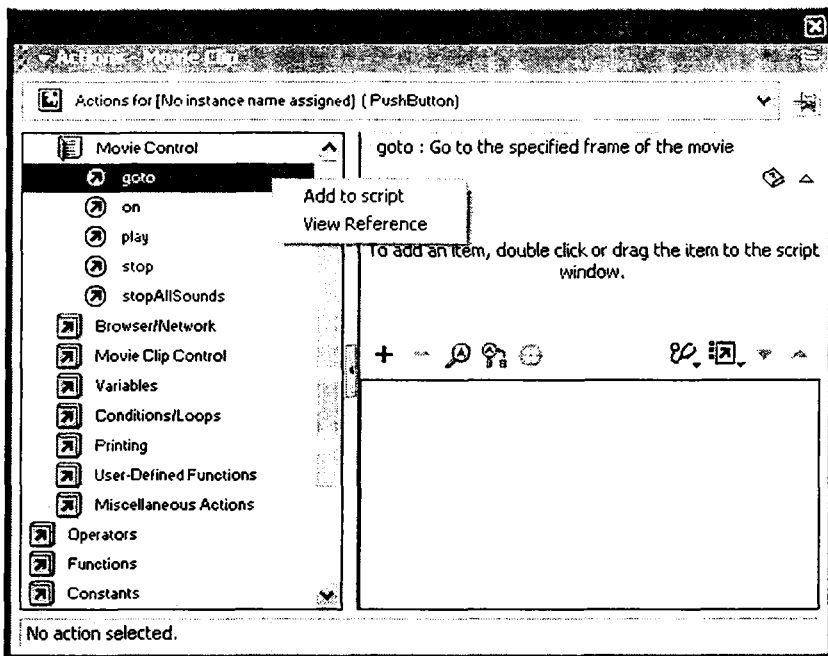 Actions - Movie Clip
Actions for [No instance name assigned] ( PushButton)
Movie Control
goto
on
play
stop
stopAllSounds
Browser/Network
Movie Clip Control
Variables
Conditions/Loops
Printing
User-Defined Functions
Miscellaneous Actions
Operators
Functions
Constants
Add to script
View Reference
goto : Go to the specified frame of the movie
To add an item, double click or drag the item to the script
window.
No action selected.